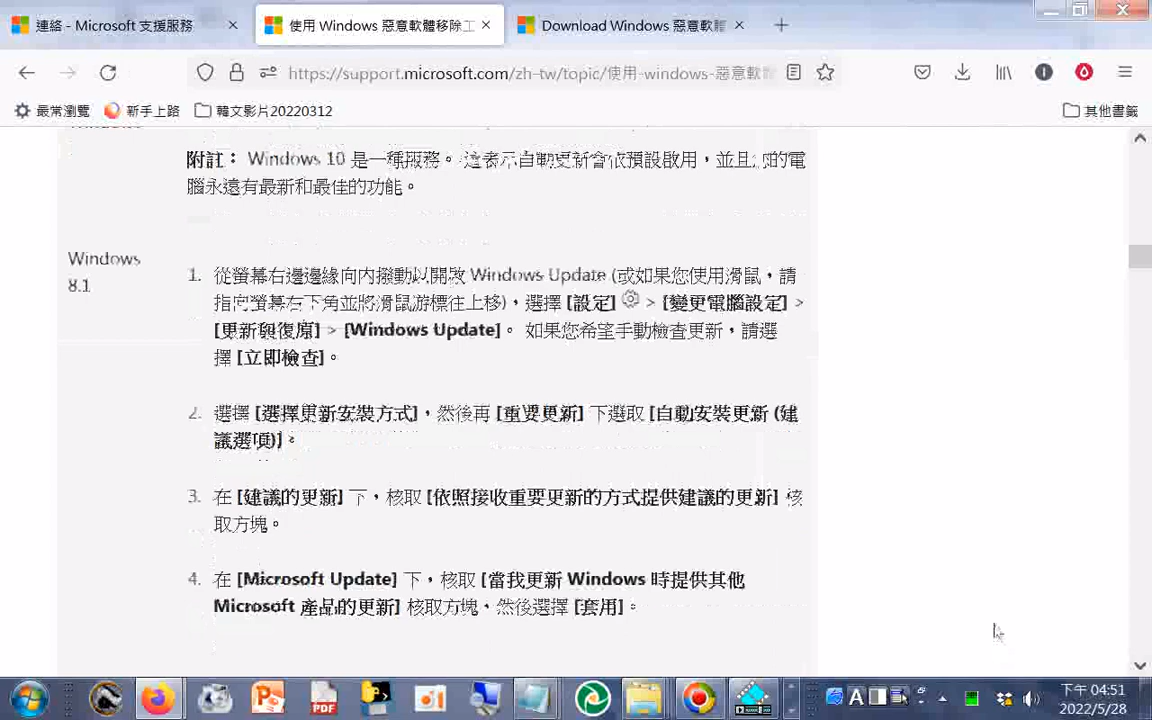 連絡 - Microsoft 支援服務
使用 Windows 惡意軟體移除工
Download Windows 惡意軟體
https://support.microsoft.com/zh-tw/topic/使用-windows-惡意軟
最常瀏覽
新手上路
韓文影片20220312
其他書籤
附註： Windows 10 是一種服務。 這表示自動更新會依預設啟用，並且您的電
腦永遠有最新和最佳的功能。
Windows
8.1
1. 從螢幕右邊邊緣向內撥動以開啟 Windows Update (或如果您使用滑鼠，請
指向螢幕右下角並將滑鼠游標往上移)，選擇 [設定] > [變更電腦設定] >
[更新與復原] > [Windows Update]。 如果您希望手動檢查更新，請選
擇 [立即檢查]。
2. 選擇 [選擇更新安裝方式]，然後再 [重要更新] 下選取 [自動安裝更新 (建
議選項)]。
3. 在 [建議的更新] 下，核取 [依照接收重要更新的方式提供建議的更新] 核
取方塊。
4. 在 [Microsoft Update] 下，核取 [當我更新 Windows 時提供其他
Microsoft 產品的更新] 核取方塊、然後選擇 [套用]。
PDF
A
下午 04:51
2022/5/28